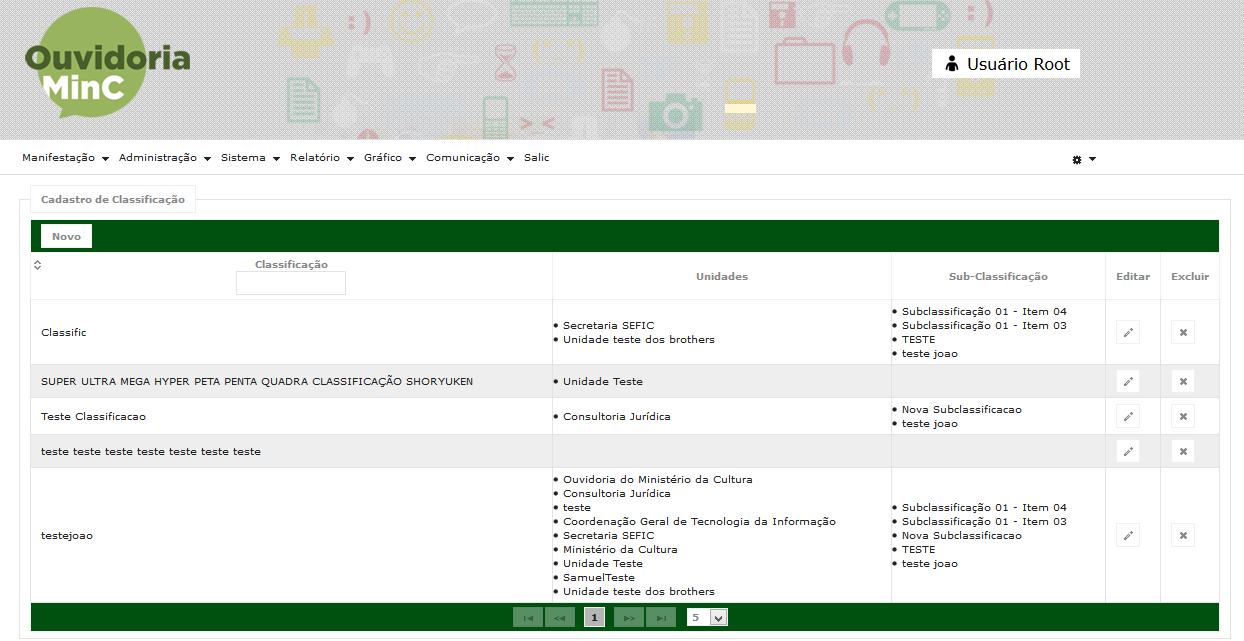 Ouvidoria
MinC
Usuário Root
Manifestação Administração Sistema Relatório Gráfico Comunicação Salic
Cadastro de Classificação
Novo
Classificação Unidades Sub-Classificação Editar Excluir
Classific
• Secretaria SEFIC
• Unidade teste dos brothers
• Subclassificação 01 - Item 04
• Subclassificação 01 - Item 03
• TESTE
• teste joao
SUPER ULTRA MEGA HYPER PETA PENTA QUADRA CLASSIFICAÇÃO SHORYUKEN
• Unidade Teste
Teste Classificacao
• Consultoria Jurídica
• Nova Subclassificacao
• teste joao
teste teste teste teste teste teste teste
testejoao
• Ouvidoria do Ministério da Cultura
• Consultoria Jurídica
• teste
• Coordenação Geral de Tecnologia da Informação
• Secretaria SEFIC
• Ministério da Cultura
• Unidade Teste
• SamuelTeste
• Unidade teste dos brothers
• Subclassificação 01 - Item 04
• Subclassificação 01 - Item 03
• Nova Subclassificacao
• TESTE
• teste joao
1 5